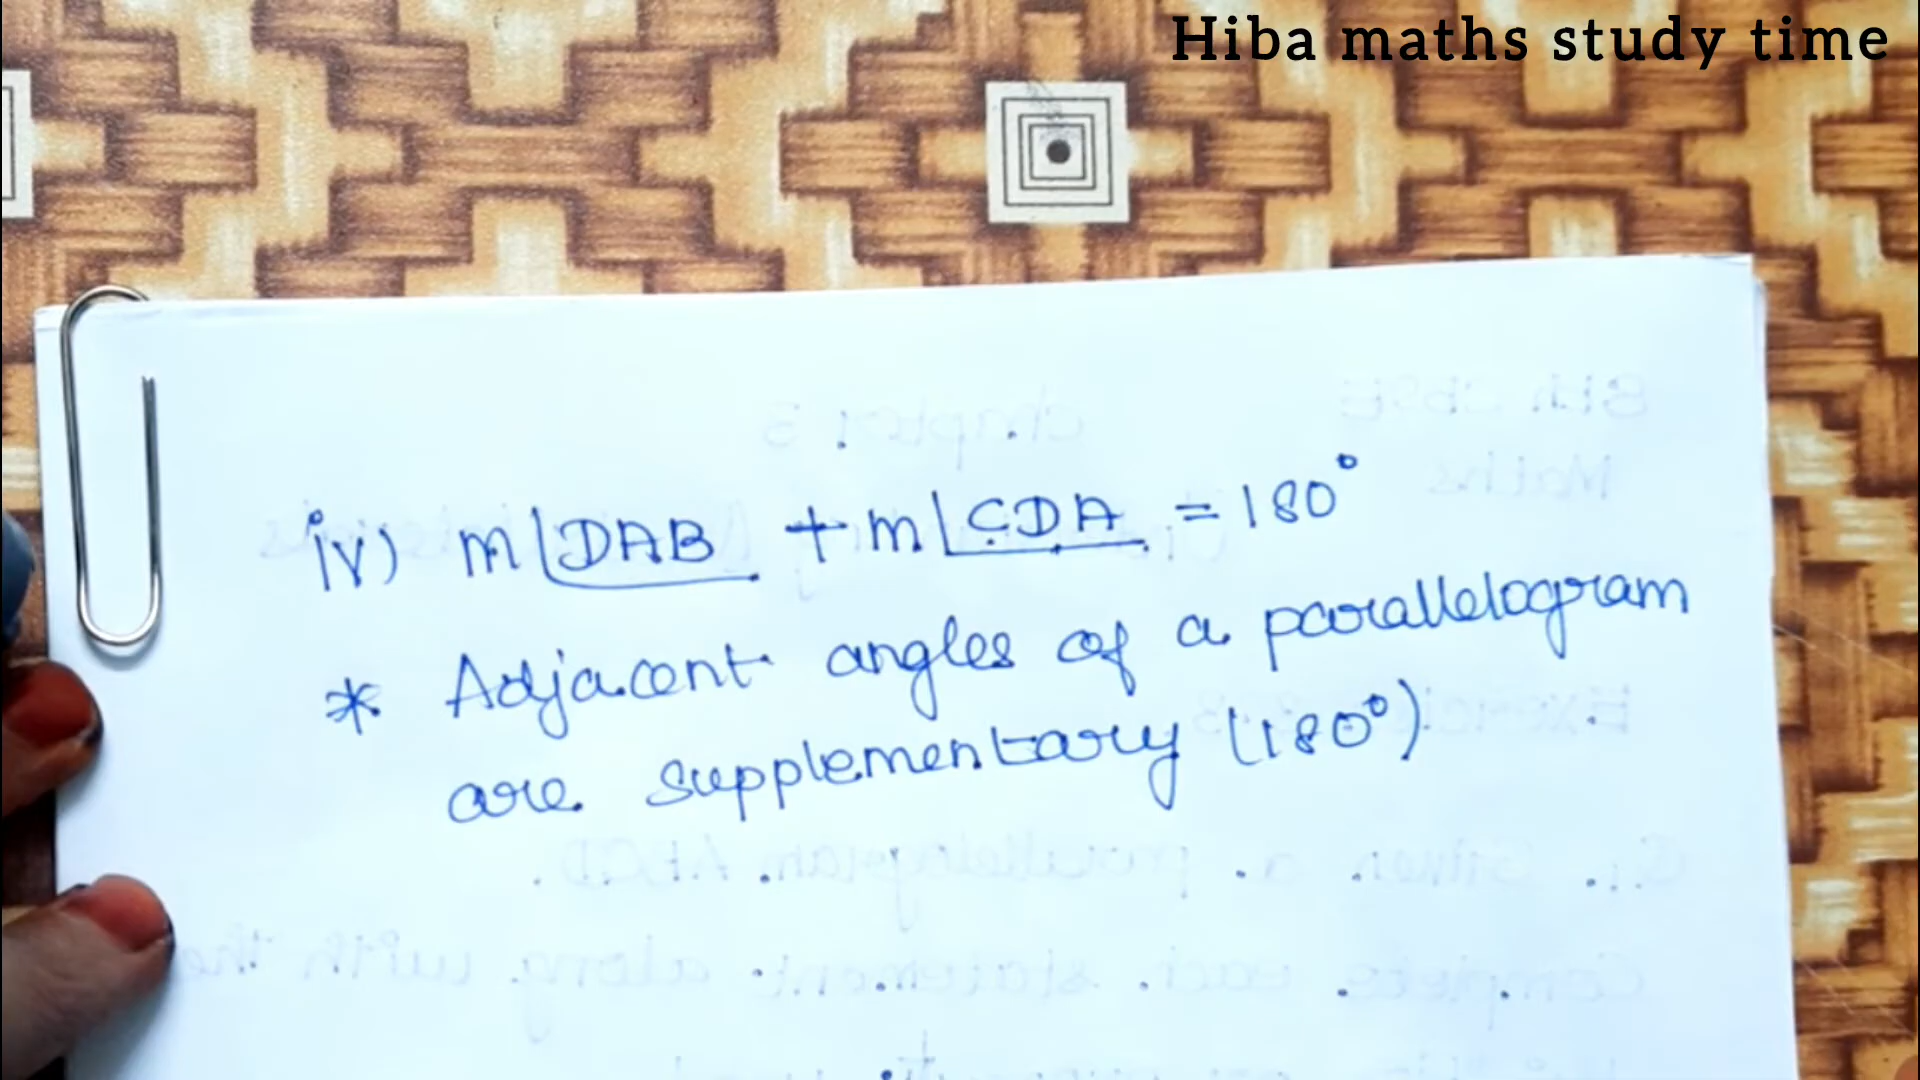 Hiba maths study time
iv) m∠DAB + m∠CDA = 180°
* Adjacent angles of a parallelogram
are supplementary (180°)